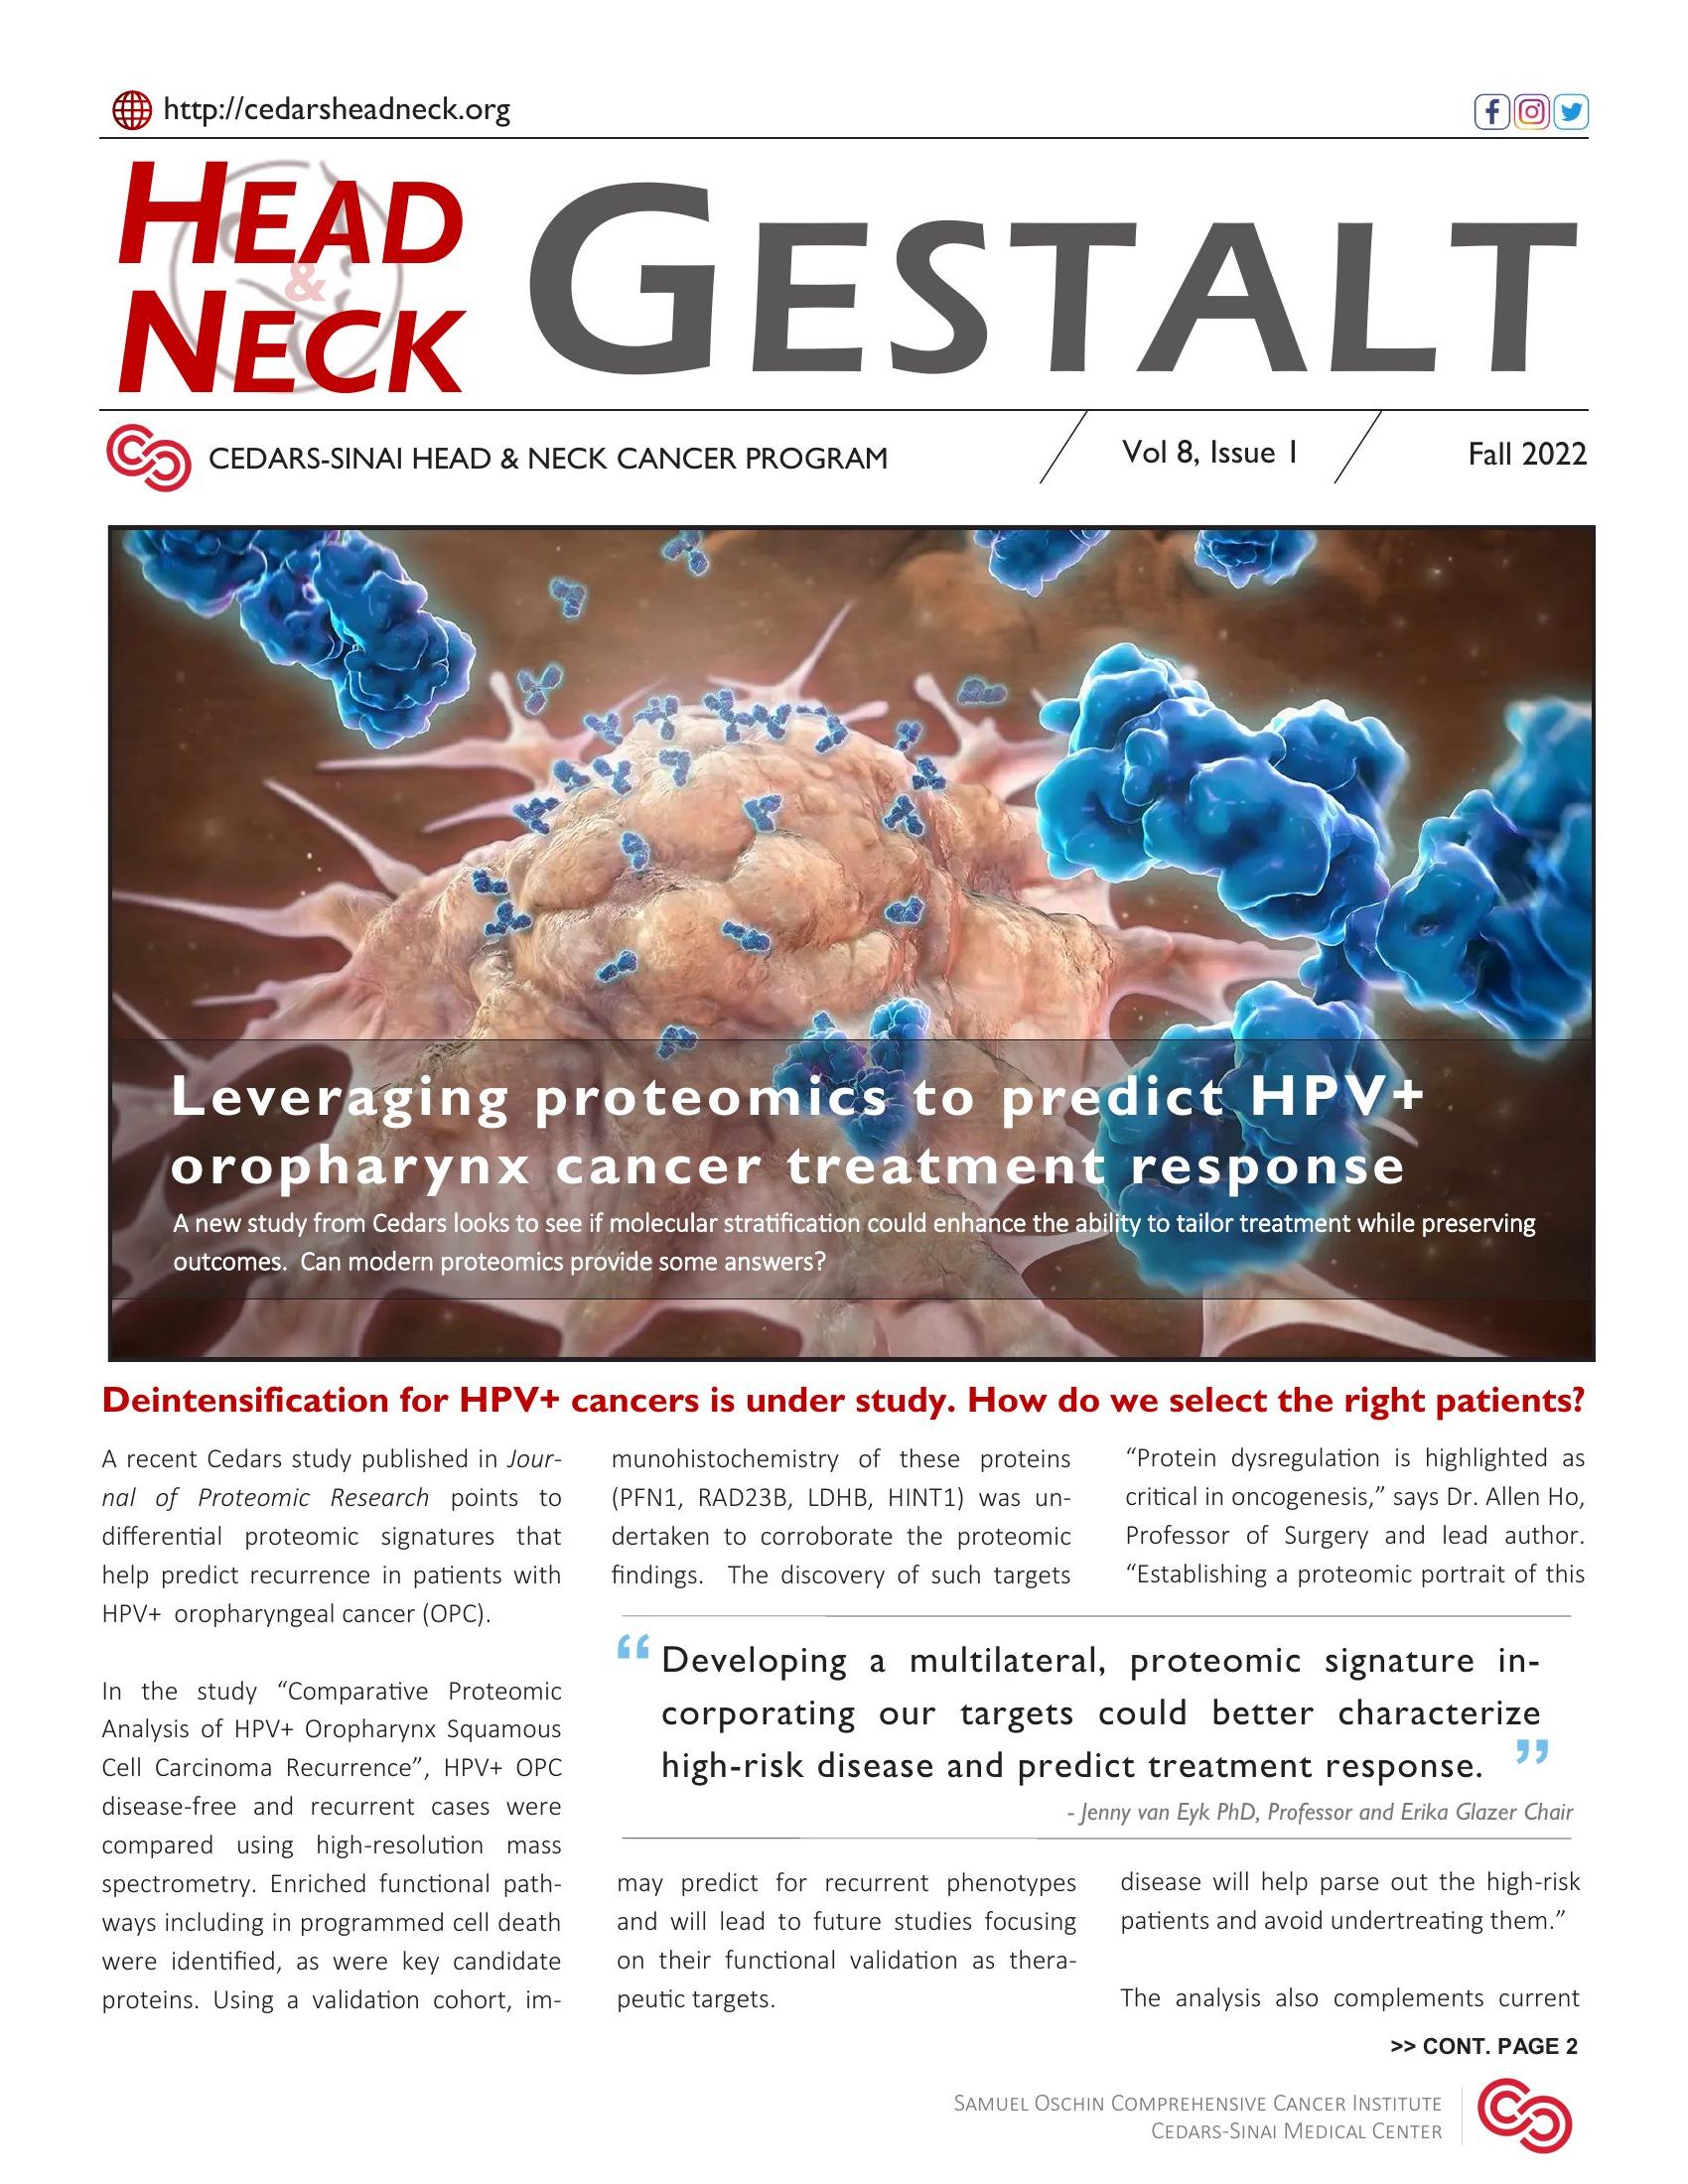 http://cedarsheadneck.org
HEAD
&
NECK
GESTALT
CEDARS-SINAI HEAD & NECK CANCER PROGRAM
Vol 8, Issue 1
Fall 2022
Leveraging proteomics to predict HPV+
oropharynx cancer treatment response
A new study from Cedars looks to see if molecular stratification could enhance the ability to tailor treatment while preserving
outcomes. Can modern proteomics provide some answers?
Deintensification for HPV+ cancers is under study. How do we select the right patients?
A recent Cedars study published in Jour-
nal of Proteomic Research points to
differential proteomic signatures that
help predict recurrence in patients with
HPV+ oropharyngeal cancer (OPC).
In the study “Comparative Proteomic
Analysis of HPV+ Oropharynx Squamous
Cell Carcinoma Recurrence”, HPV+ OPC
disease-free and recurrent cases were
compared using high-resolution mass
spectrometry. Enriched functional path-
ways including in programmed cell death
were identified, as were key candidate
proteins. Using a validation cohort, im-
munohistochemistry of these proteins
(PFN1, RAD23B, LDHB, HINT1) was un-
dertaken to corroborate the proteomic
findings. The discovery of such targets
may predict for recurrent phenotypes
and will lead to future studies focusing
on their functional validation as thera-
peutic targets.
“Protein dysregulation is highlighted as
critical in oncogenesis,” says Dr. Allen Ho,
Professor of Surgery and lead author.
“Establishing a proteomic portrait of this
disease will help parse out the high-risk
patients and avoid undertreating them.”
The analysis also complements current
“Developing a multilateral, proteomic signature in-
corporating our targets could better characterize
high-risk disease and predict treatment response.”
- Jenny van Eyk PhD, Professor and Erika Glazer Chair
>> CONT. PAGE 2
SAMUEL OSCHIN COMPREHENSIVE CANCER INSTITUTE
CEDARS-SINAI MEDICAL CENTER